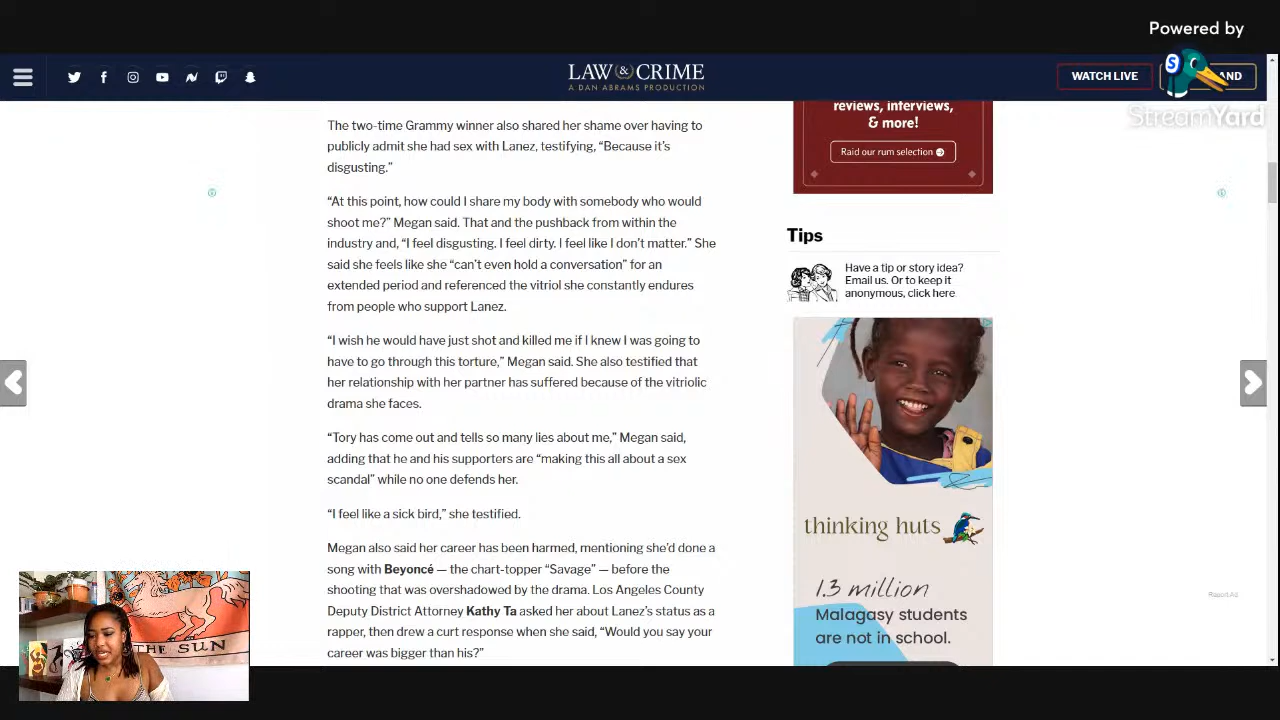 Powered by
StreamYard
LAW & CRIME
A DAN ABRAMS PRODUCTION
WATCH LIVE
AND
The two-time Grammy winner also shared her shame over having to
publicly admit she had sex with Lanez, testifying, “Because it’s
disgusting.”
“At this point, how could I share my body with somebody who would
shoot me?” Megan said. That and the pushback from within the
industry and, “I feel disgusting. I feel dirty. I feel like I don’t matter.” She
said she feels like she “can’t even hold a conversation” for an
extended period and referenced the vitriol she constantly endures
from people who support Lanez.
“I wish he would have just shot and killed me if I knew I was going to
have to go through this torture,” Megan said. She also testified that
her relationship with her partner has suffered because of the vitriolic
drama she faces.
“Tory has come out and tells so many lies about me,” Megan said,
adding that he and his supporters are “making this all about a sex
scandal” while no one defends her.
“I feel like a sick bird,” she testified.
Megan also said her career has been harmed, mentioning she’d done a
song with Beyoncé — the chart-topper “Savage” — before the
shooting that was overshadowed by the drama. Los Angeles County
Deputy District Attorney Kathy Ta asked her about Lanez’s status as a
rapper, then drew a curt response when she said, “Would you say your
career was bigger than his?”
reviews, interviews,
& more!
Raid our rum selection
Tips
Have a tip or story idea?
Email us. Or to keep it
anonymous, click here
thinking huts
1.3 million
Malagasy students
are not in school.
Report Ad
THE SUN